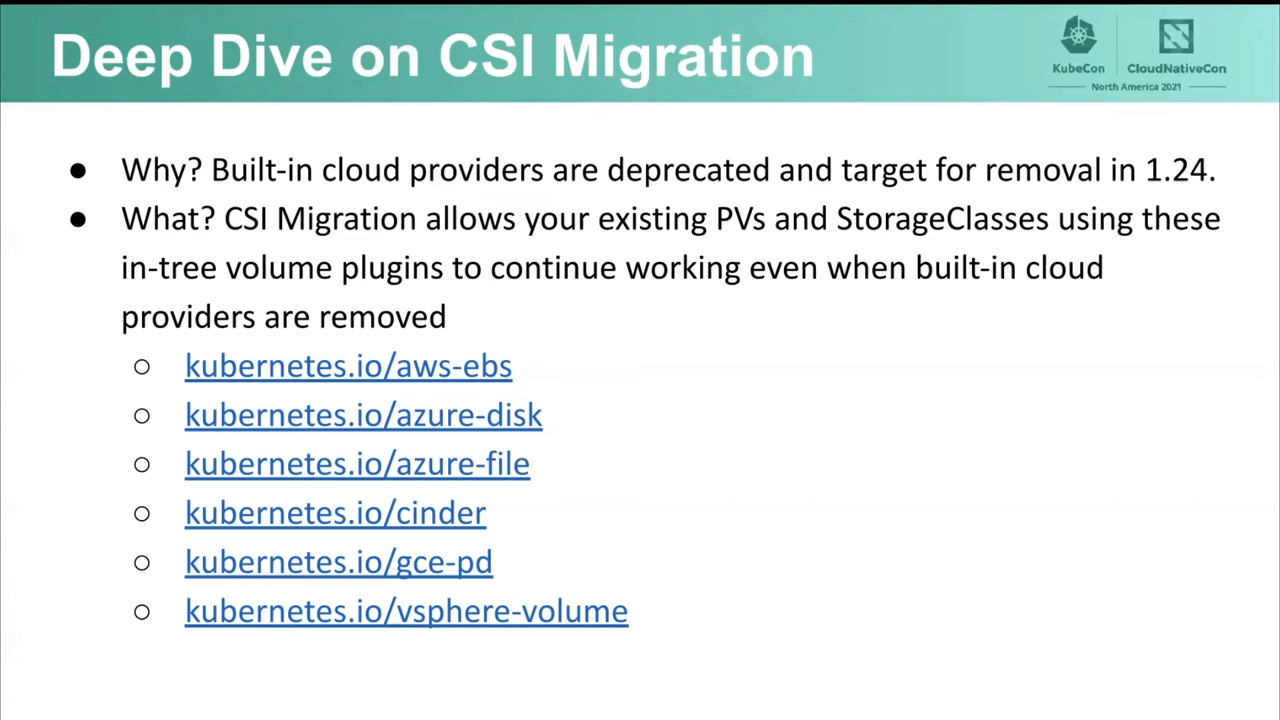 Deep Dive on CSI Migration
KubeCon
CloudNativeCon
North America 2021
● Why? Built-in cloud providers are deprecated and target for removal in 1.24.
● What? CSI Migration allows your existing PVs and StorageClasses using these
in-tree volume plugins to continue working even when built-in cloud
providers are removed
○ kubernetes.io/aws-ebs
○ kubernetes.io/azure-disk
○ kubernetes.io/azure-file
○ kubernetes.io/cinder
○ kubernetes.io/gce-pd
○ kubernetes.io/vsphere-volume